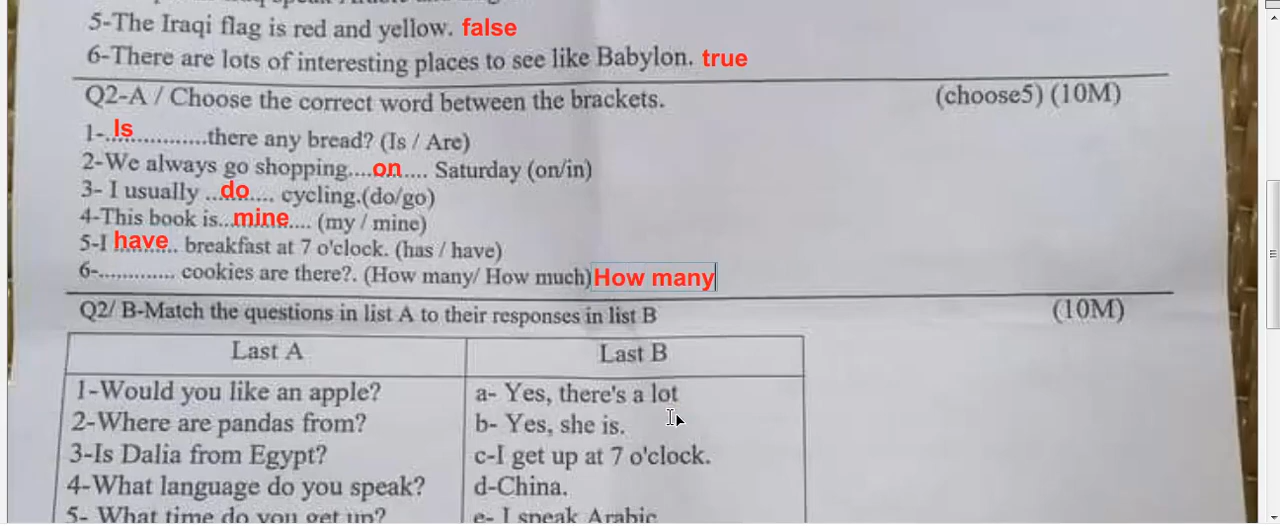 5-The Iraqi flag is red and yellow. false
6-There are lots of interesting places to see like Babylon. true
Q2-A / Choose the correct word between the brackets. (choose5) (10M)
1-..Is...............there any bread? (Is / Are)
2-We always go shopping....on..... Saturday (on/in)
3- I usually ...do..... cycling.(do/go)
4-This book is...mine.... (my / mine)
5-I have.. breakfast at 7 o'clock. (has / have)
6-............. cookies are there?. (How many/ How much) How many
Q2/ B-Match the questions in list A to their responses in list B (10M)
Last A Last B
1-Would you like an apple? a- Yes, there's a lot
2-Where are pandas from? b- Yes, she is.
3-Is Dalia from Egypt? c-I get up at 7 o'clock.
4-What language do you speak? d-China.
5- What time do you get up? e- I speak Arabic